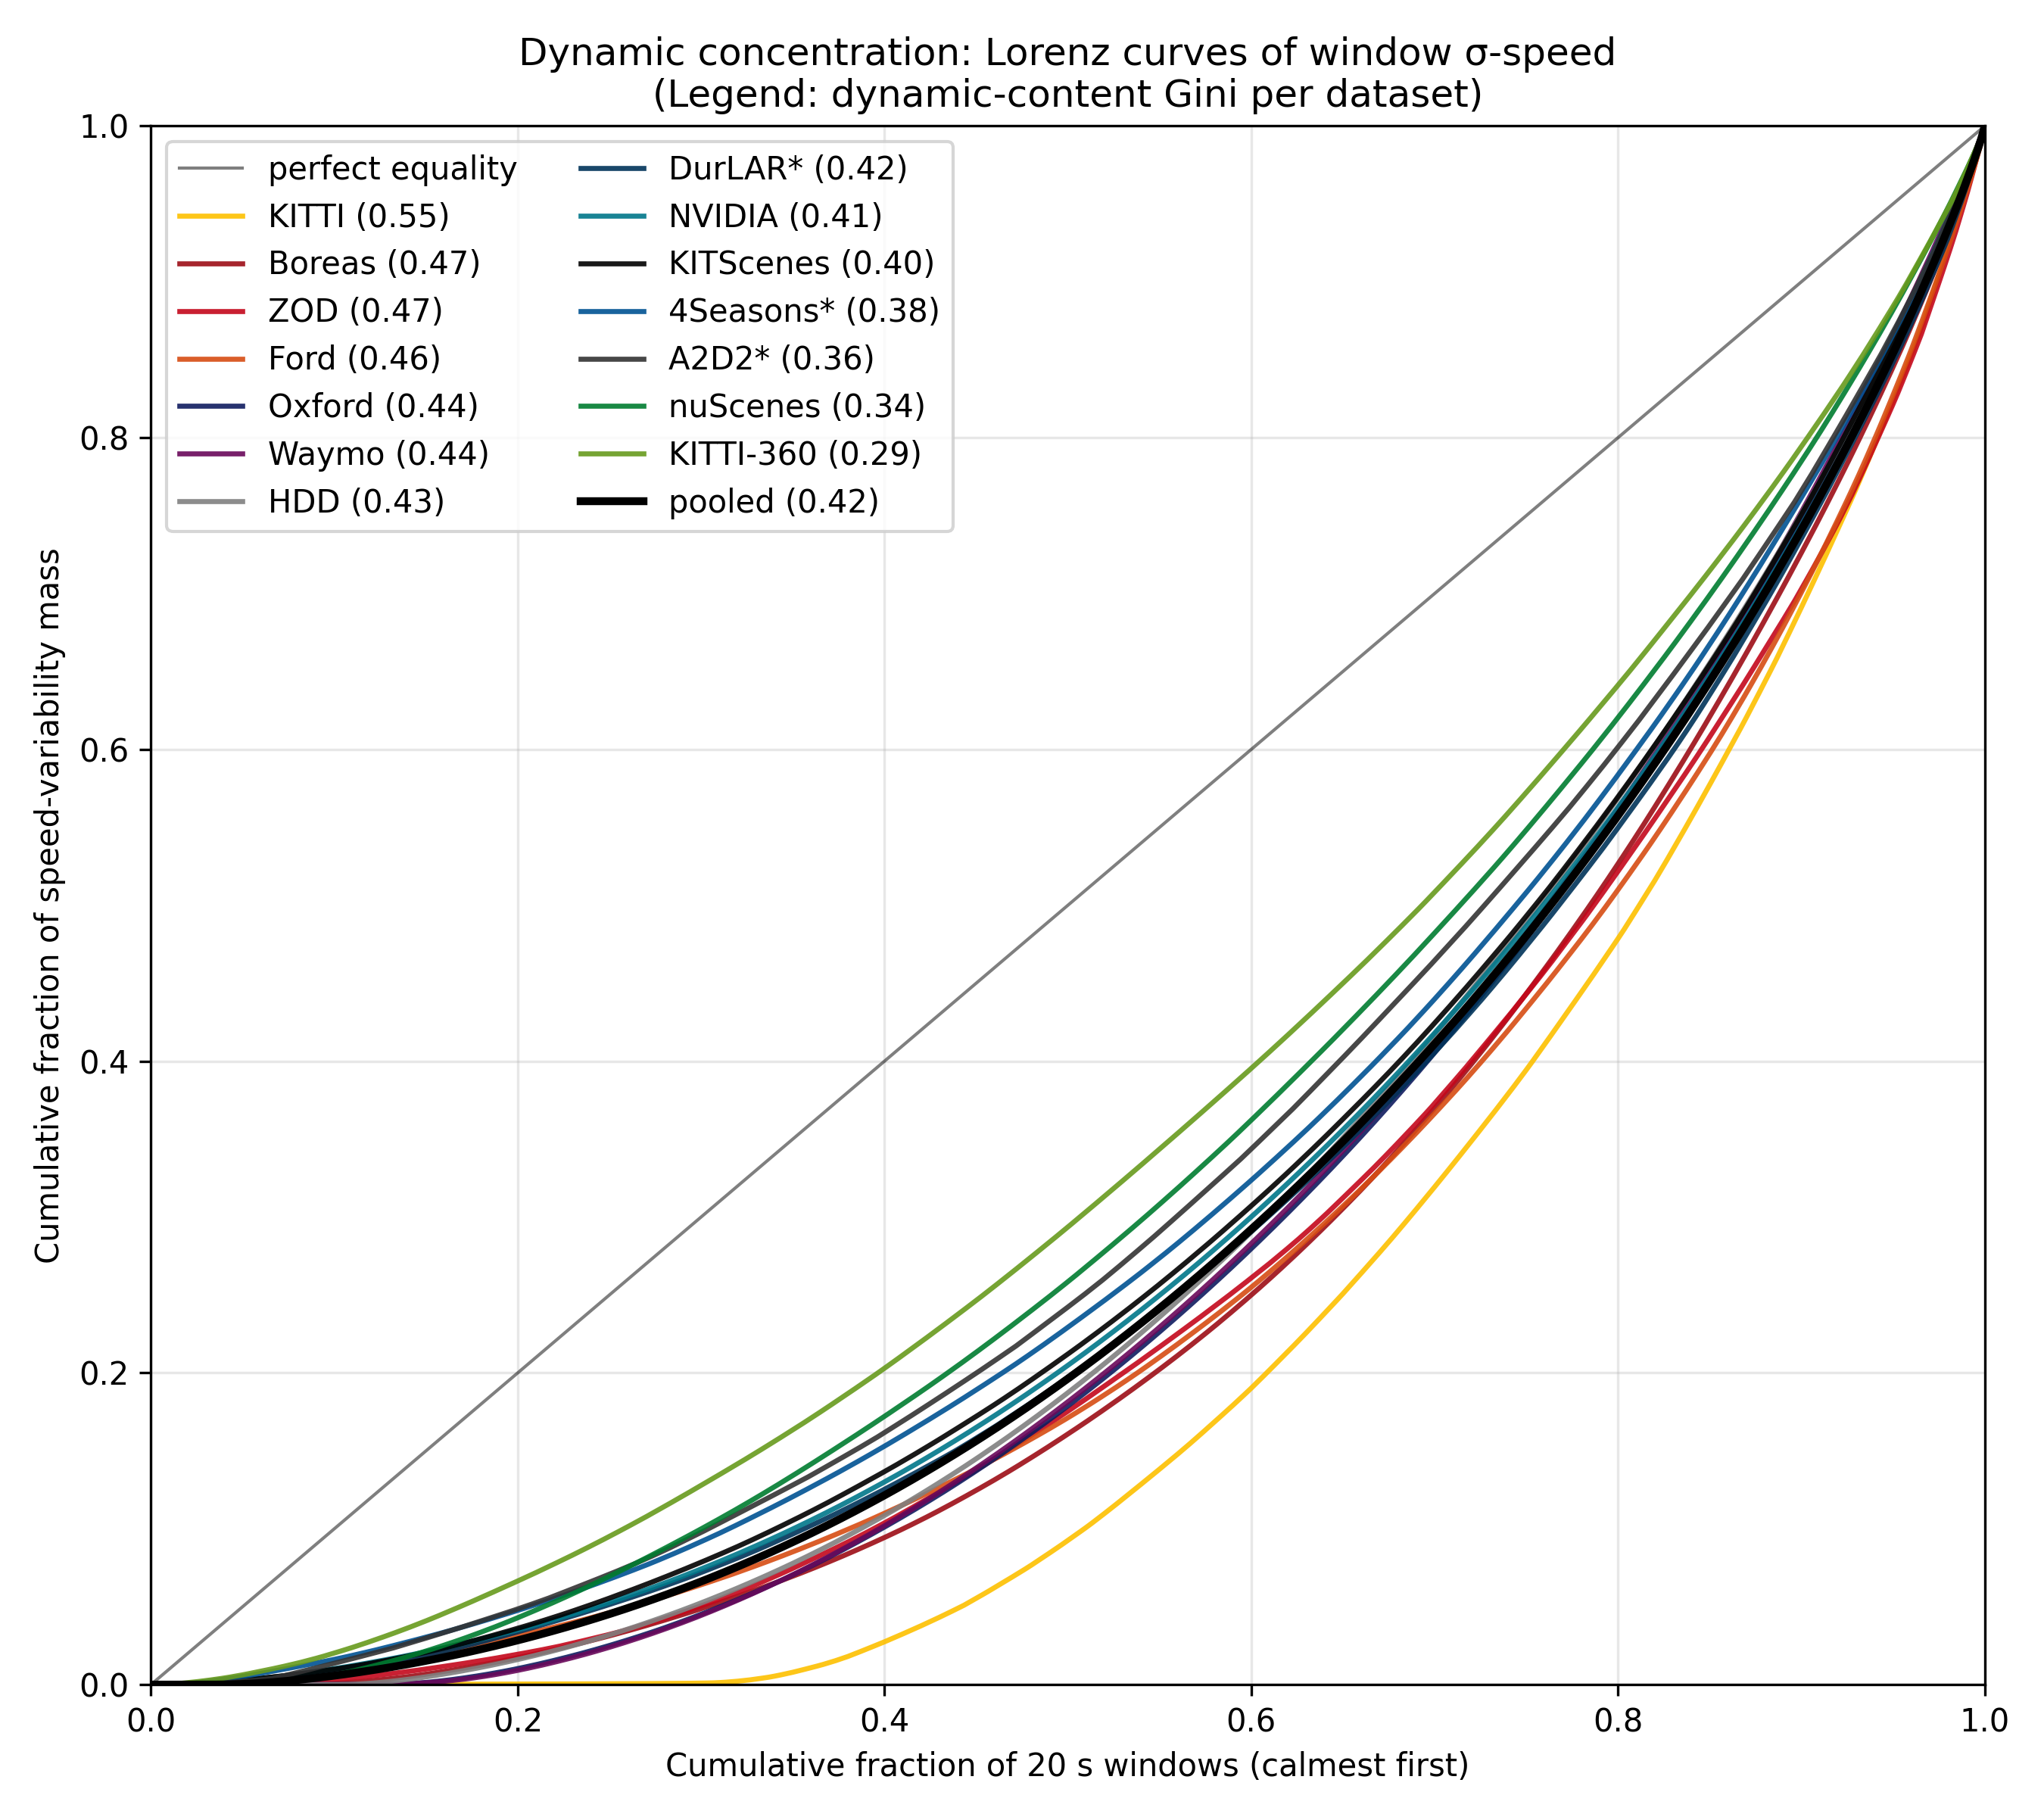 Dynamic concentration: Lorenz curves of window σ-speed
(Legend: dynamic-content Gini per dataset)
perfect equality
KITTI (0.55)
Boreas (0.47)
ZOD (0.47)
Ford (0.46)
Oxford (0.44)
Waymo (0.44)
HDD (0.43)
DurLAR* (0.42)
NVIDIA (0.41)
KITScenes (0.40)
4Seasons* (0.38)
A2D2* (0.36)
nuScenes (0.34)
KITTI-360 (0.29)
pooled (0.42)
Cumulative fraction of speed-variability mass
1.0
0.8
0.6
0.4
0.2
0.0
0.0
0.2
0.4
0.6
0.8
1.0
Cumulative fraction of 20 s windows (calmest first)